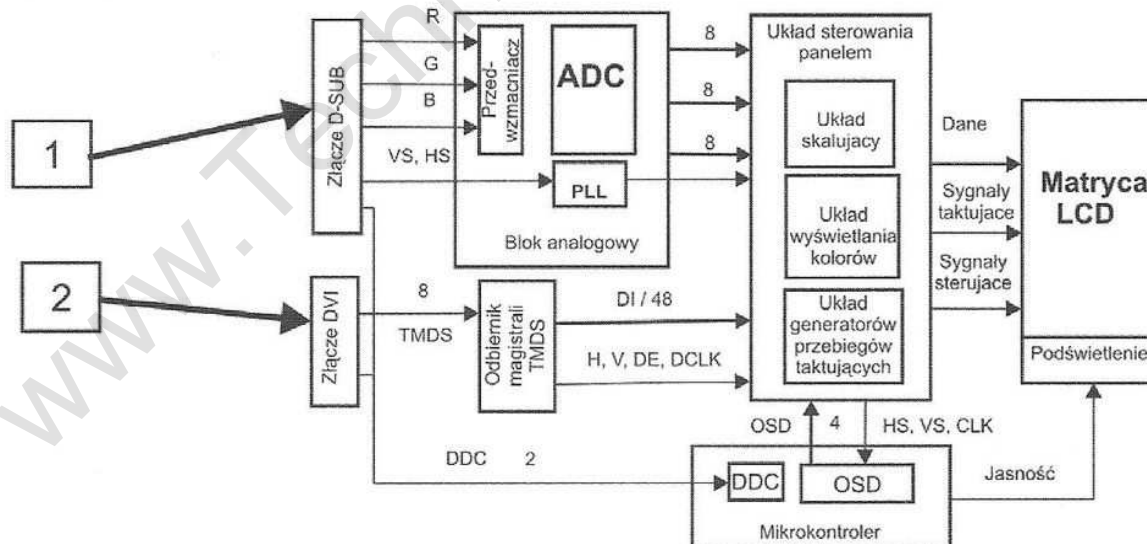 R
G
B
VS, HS
1
2
Złącze D-SUB
Przed-
wzmacniacz
ADC
PLL
Blok analogowy
8
8
8
Złącze DVI
8
TMDS
Odbiernik
magistrali
TMDS
DI / 48
H, V, DE, DCLK
DDC 2
Układ sterowania
panelem
Układ
skalujacy
Układ
wyświetlania
kolorów
Układ
generatorów
przebiegów
taktujących
OSD 4
HS, VS, CLK
DDC
OSD
Mikrokontroler
Dane
Sygnały
taktujace
Sygnały
sterujace
Matryca
LCD
Podświetlenie
Jasność
www.Techn